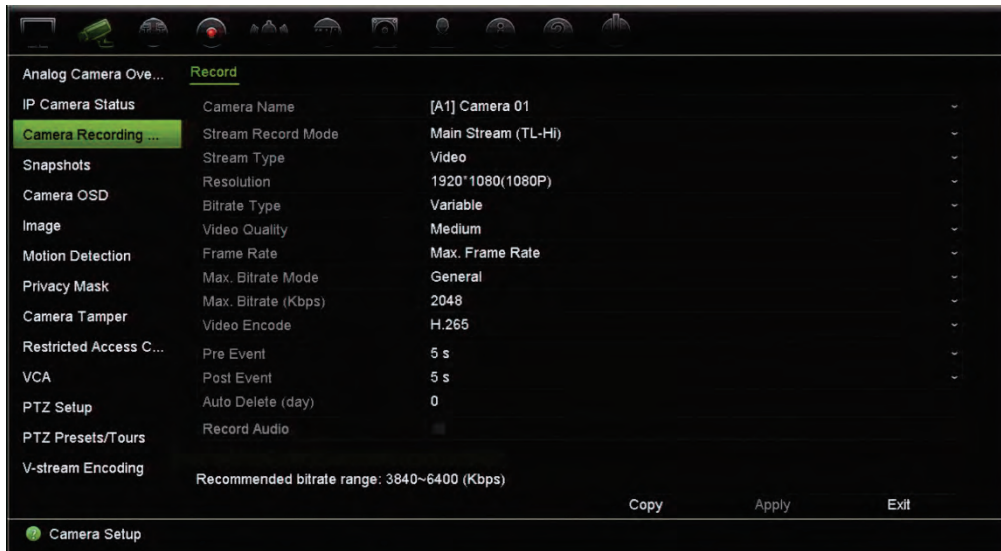 Analog Camera Ove...
IP Camera Status
Camera Recording ...
Snapshots
Camera OSD
Image
Motion Detection
Privacy Mask
Camera Tamper
Restricted Access C...
VCA
PTZ Setup
PTZ Presets/Tours
V-stream Encoding
Record
Camera Name [A1] Camera 01
Stream Record Mode Main Stream (TL-Hi)
Stream Type Video
Resolution 1920*1080(1080P)
Bitrate Type Variable
Video Quality Medium
Frame Rate Max. Frame Rate
Max. Bitrate Mode General
Max. Bitrate (Kbps) 2048
Video Encode H.265
Pre Event 5 s
Post Event 5 s
Auto Delete (day) 0
Record Audio
Recommended bitrate range: 3840~6400 (Kbps)
Copy Apply Exit
Camera Setup